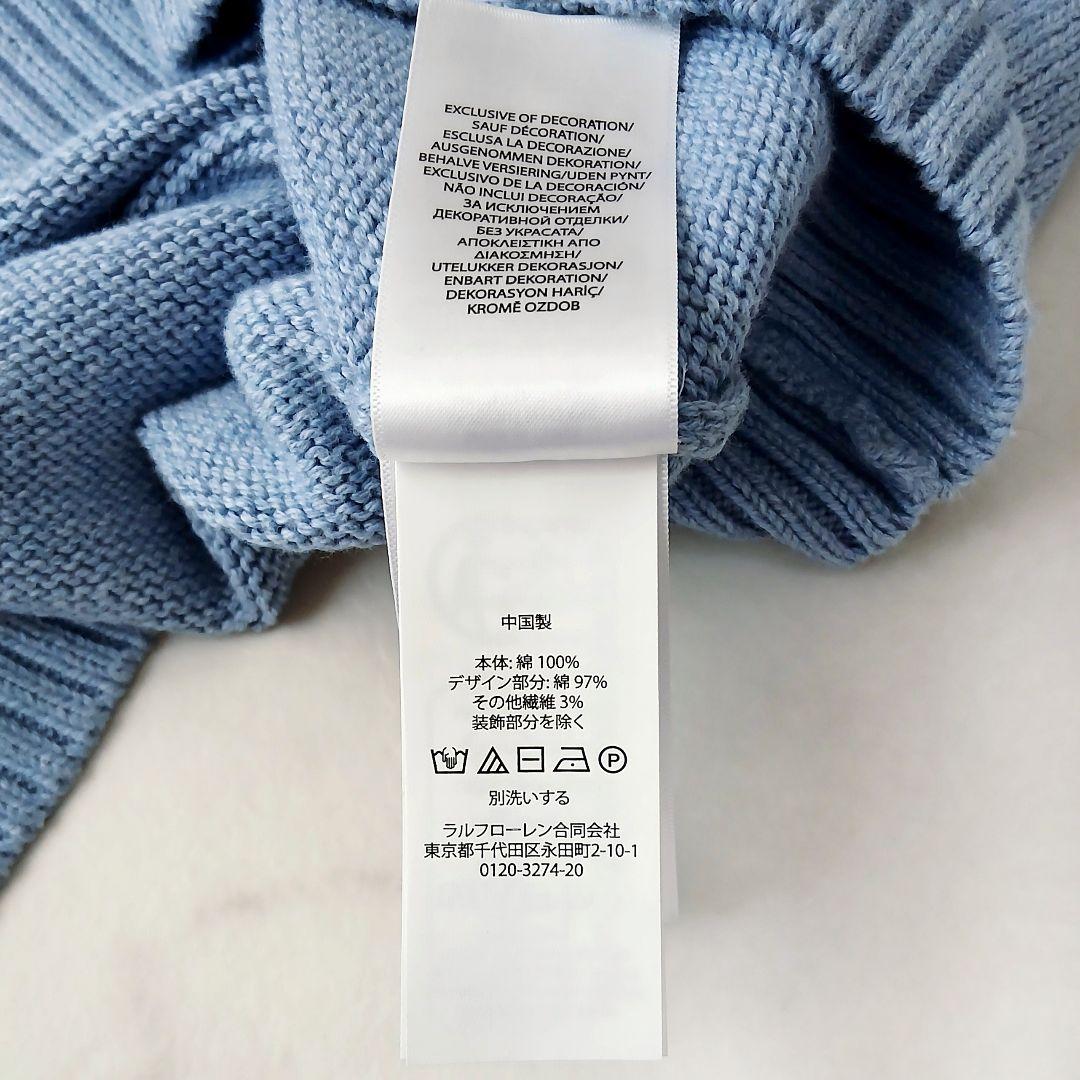 EXCLUSIVE OF DECORATION/
SAUF DÉCORATION/
ESCLUSA LA DECORAZIONE/
AUSGENOMMEN DEKORATION/
BEHALVE VERSIERING/UDEN PYNT/
EXCLUSIVO DE LA DECORACIÓN/
NÃO INCLUI DECORAÇÃO/
ЗА ИСКЛЮЧЕНИЕМ
ДЕКОРАТИВНОЙ ОТДЕЛКИ/
БЕЗ УКРАСАТА/
ΑΠΟΚΛΕΙΣΤΙΚΗ ΑΠΟ
ΔΙΑΚΟΣΜΗΣΗ/
UTELUKKER DEKORASJON/
ENBART DEKORATION/
DEKORASYON HARİÇ/
KROMĚ OZDOB
中国製
本体: 綿 100%
デザイン部分: 綿 97%
その他繊維 3%
装飾部分を除く
P
別洗いする
ラルフローレン合同会社
東京都千代田区永田町2-10-1
0120-3274-20